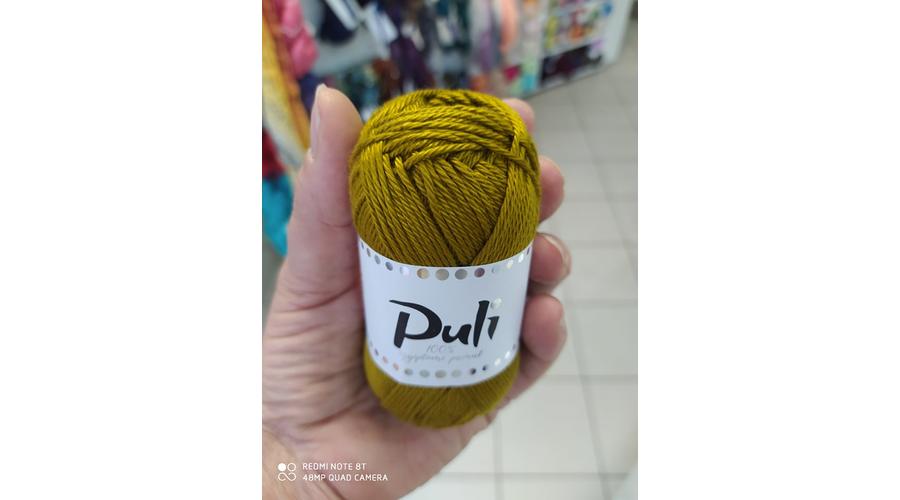 Puli
100%
REDMI NOTE 8T
48MP QUAD CAMERA